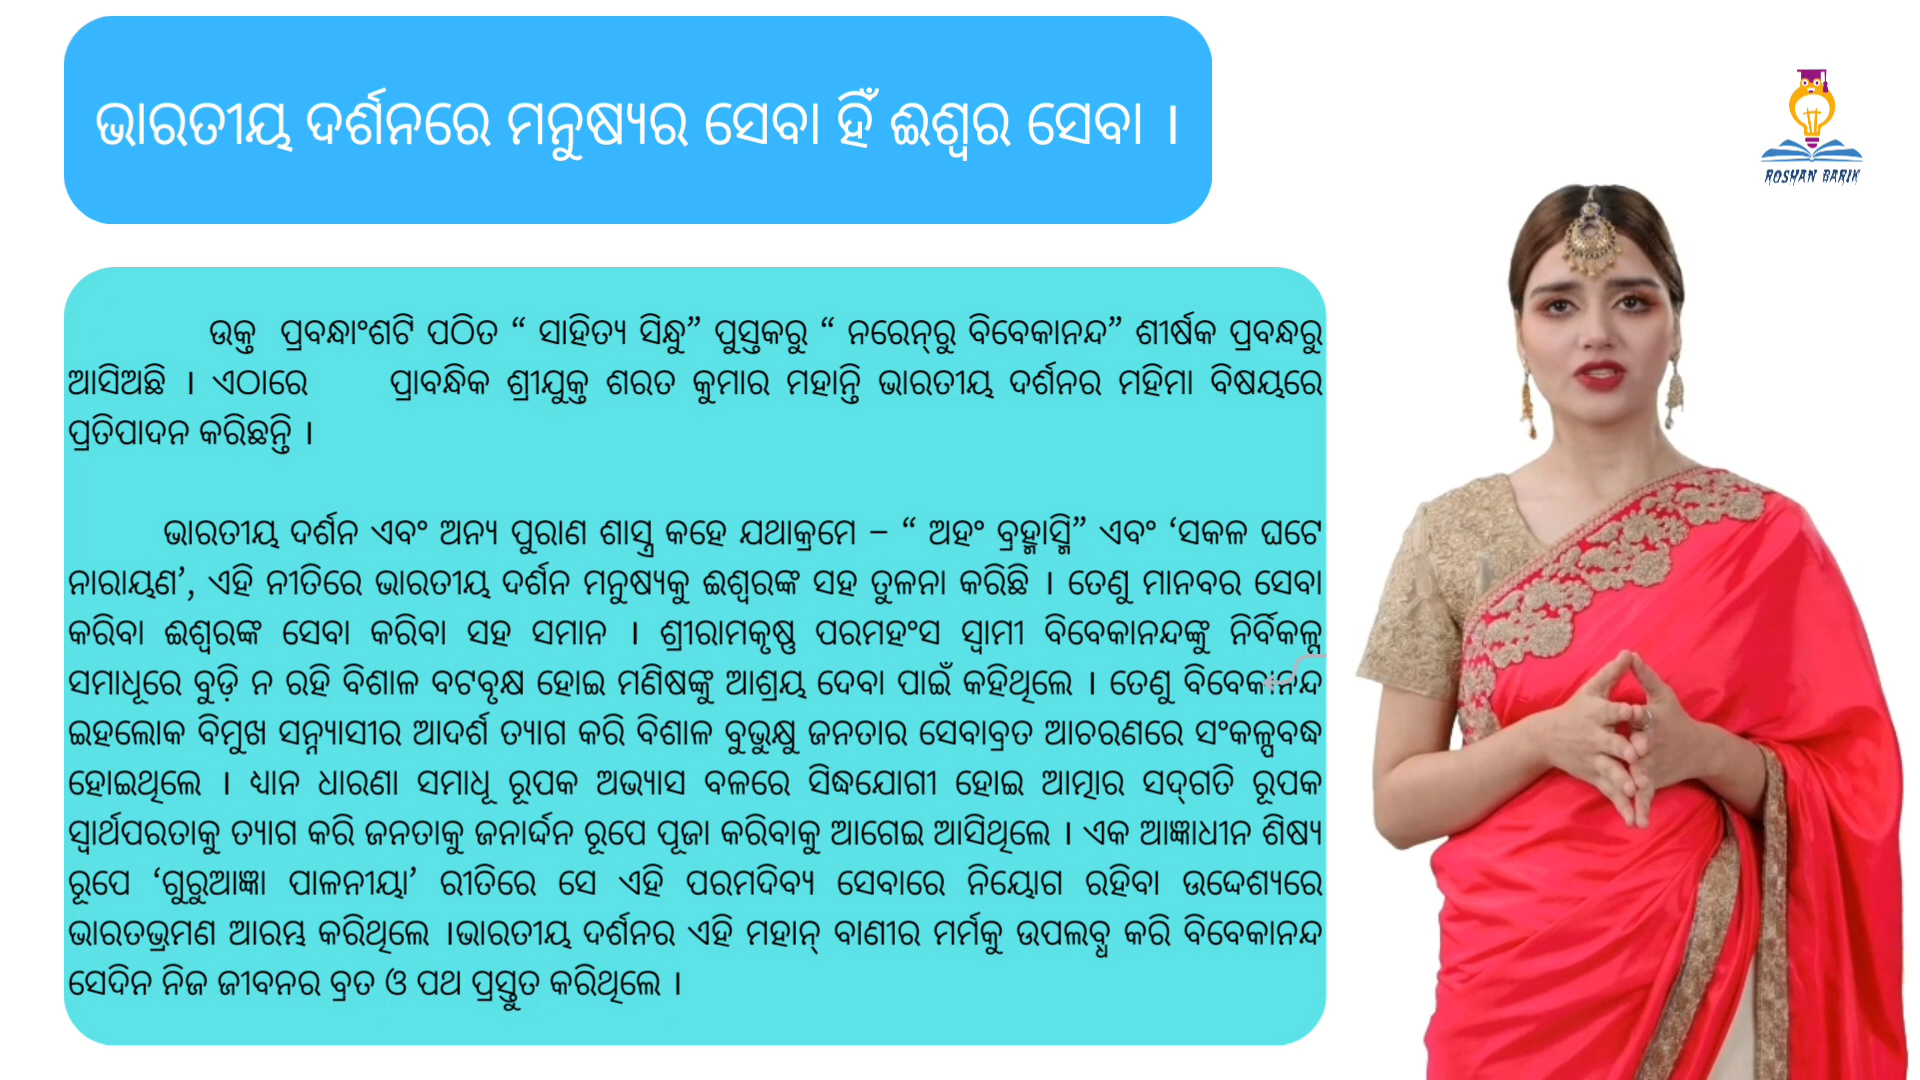 ଭାରତୀୟ ଦର୍ଶନରେ ମନୁଷ୍ୟର ସେବା ହିଁ ଈଶ୍ଵର ସେବା ।
ROSHAN BARIK
ଉକ୍ତ ପ୍ରବନ୍ଧାଂଶଟି ପଠିତ “ ସାହିତ୍ୟ ସିନ୍ଧୁ” ପୁସ୍ତକରୁ “ ନରେନ୍‌ରୁ ବିବେକାନନ୍ଦ” ଶୀର୍ଷକ ପ୍ରବନ୍ଧରୁ
ଆସିଅଛି । ଏଠାରେ ପ୍ରାବନ୍ଧିକ ଶ୍ରୀଯୁକ୍ତ ଶରତ କୁମାର ମହାନ୍ତି ଭାରତୀୟ ଦର୍ଶନର ମହିମା ବିଷୟରେ
ପ୍ରତିପାଦନ କରିଛନ୍ତି ।
ଭାରତୀୟ ଦର୍ଶନ ଏବଂ ଅନ୍ୟ ପୁରାଣ ଶାସ୍ତ୍ର କହେ ଯଥାକ୍ରମେ – “ ଅହଂ ବ୍ରହ୍ମାସ୍ମି” ଏବଂ ‘ସକଳ ଘଟେ
ନାରାୟଣ’, ଏହି ନୀତିରେ ଭାରତୀୟ ଦର୍ଶନ ମନୁଷ୍ୟକୁ ଈଶ୍ଵରଙ୍କ ସହ ତୁଳନା କରିଛି । ତେଣୁ ମାନବର ସେବା
କରିବା ଈଶ୍ଵରଙ୍କ ସେବା କରିବା ସହ ସମାନ । ଶ୍ରୀରାମକୃଷ୍ଣ ପରମହଂସ ସ୍ୱାମୀ ବିବେକାନନ୍ଦଙ୍କୁ ନିର୍ବିକଳ୍ପ
ସମାଧିରେ ବୁଡ଼ି ନ ରହି ବିଶାଳ ବଟବୃକ୍ଷ ହୋଇ ମଣିଷଙ୍କୁ ଆଶ୍ରୟ ଦେବା ପାଇଁ କହିଥିଲେ । ତେଣୁ ବିବେକାନନ୍ଦ
ଇହଲୋକ ବିମୁଖ ସନ୍ନ୍ୟାସୀର ଆଦର୍ଶ ତ୍ୟାଗ କରି ବିଶାଳ ବୁଭୁକ୍ଷୁ ଜନତାର ସେବାବ୍ରତ ଆଚରଣରେ ସଂକଳ୍ପବଦ୍ଧ
ହୋଇଥିଲେ । ଧ୍ୟାନ ଧାରଣା ସମାଧି ରୂପକ ଅଭ୍ୟାସ ବଳରେ ସିଦ୍ଧଯୋଗୀ ହୋଇ ଆତ୍ମାର ସଦ୍‌ଗତି ରୂପକ
ସ୍ୱାର୍ଥପରତାକୁ ତ୍ୟାଗ କରି ଜନତାକୁ ଜନାର୍ଦ୍ଦନ ରୂପେ ପୂଜା କରିବାକୁ ଆଗେଇ ଆସିଥିଲେ । ଏକ ଆଜ୍ଞାଧୀନ ଶିଷ୍ୟ
ରୂପେ ‘ଗୁରୁଆଜ୍ଞା ପାଳନୀୟା’ ରୀତିରେ ସେ ଏହି ପରମଦିବ୍ୟ ସେବାରେ ନିୟୋଗ ରହିବା ଉଦ୍ଦେଶ୍ୟରେ
ଭାରତଭ୍ରମଣ ଆରମ୍ଭ କରିଥିଲେ ।ଭାରତୀୟ ଦର୍ଶନର ଏହି ମହାନ୍ ବାଣୀର ମର୍ମକୁ ଉପଲବ୍ଧ କରି ବିବେକାନନ୍ଦ
ସେଦିନ ନିଜ ଜୀବନର ବ୍ରତ ଓ ପଥ ପ୍ରସ୍ତୁତ କରିଥିଲେ ।